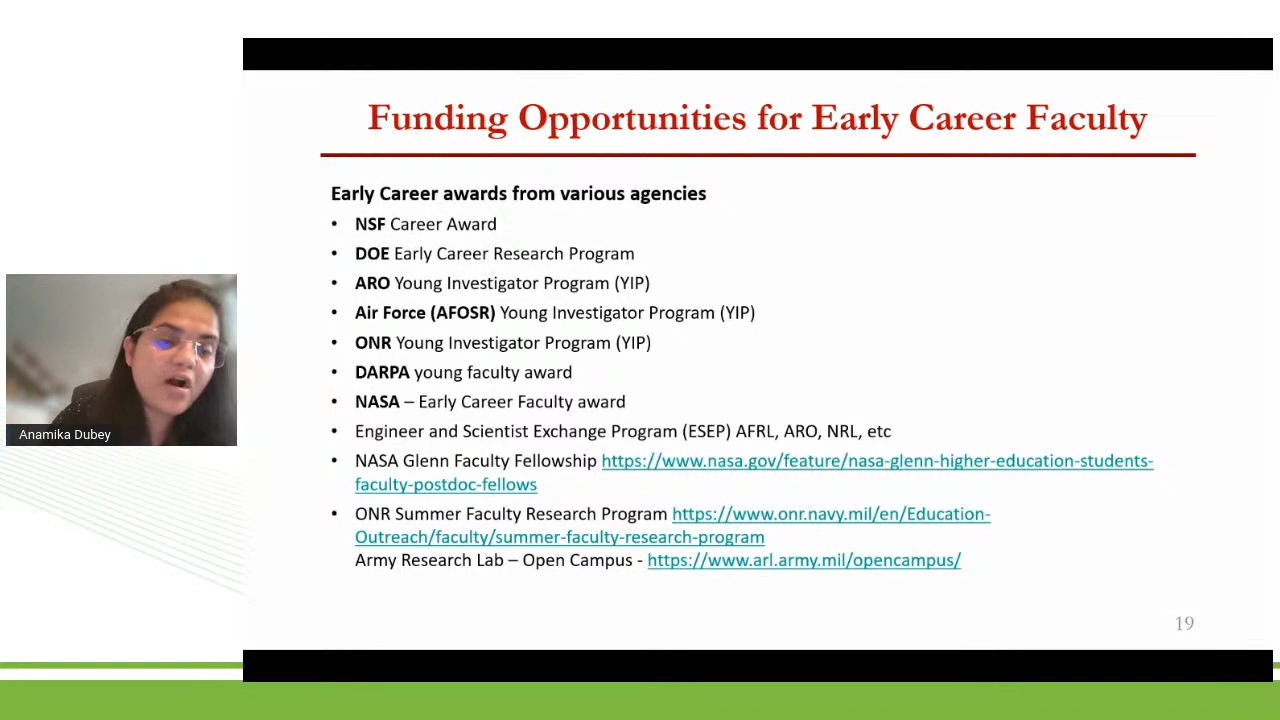 Funding Opportunities for Early Career Faculty
Early Career awards from various agencies
• NSF Career Award
• DOE Early Career Research Program
• ARO Young Investigator Program (YIP)
• Air Force (AFOSR) Young Investigator Program (YIP)
• ONR Young Investigator Program (YIP)
• DARPA young faculty award
• NASA – Early Career Faculty award
• Engineer and Scientist Exchange Program (ESEP) AFRL, ARO, NRL, etc
• NASA Glenn Faculty Fellowship https://www.nasa.gov/feature/nasa-glenn-higher-education-students-
faculty-postdoc-fellows
• ONR Summer Faculty Research Program https://www.onr.navy.mil/en/Education-
Outreach/faculty/summer-faculty-research-program
Army Research Lab – Open Campus - https://www.arl.army.mil/opencampus/
19
Anamika Dubey